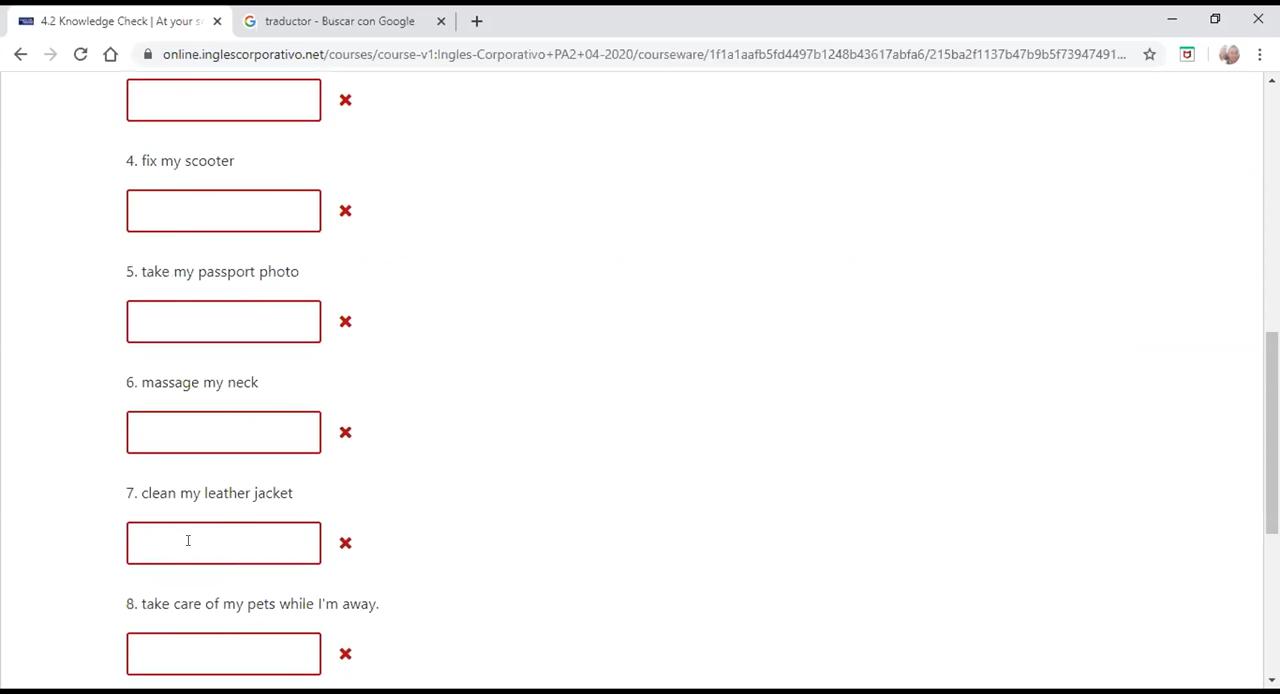 4.2 Knowledge Check | At your s
traductor - Buscar con Google
online.inglescorporativo.net/courses/course-v1:Ingles-Corporativo+PA2+04-2020/courseware/1f1a1aafb5fd4497b1248b43617abfa6/215ba2f1137b47b9b5f73947491...
4. fix my scooter
5. take my passport photo
6. massage my neck
7. clean my leather jacket
8. take care of my pets while I'm away.